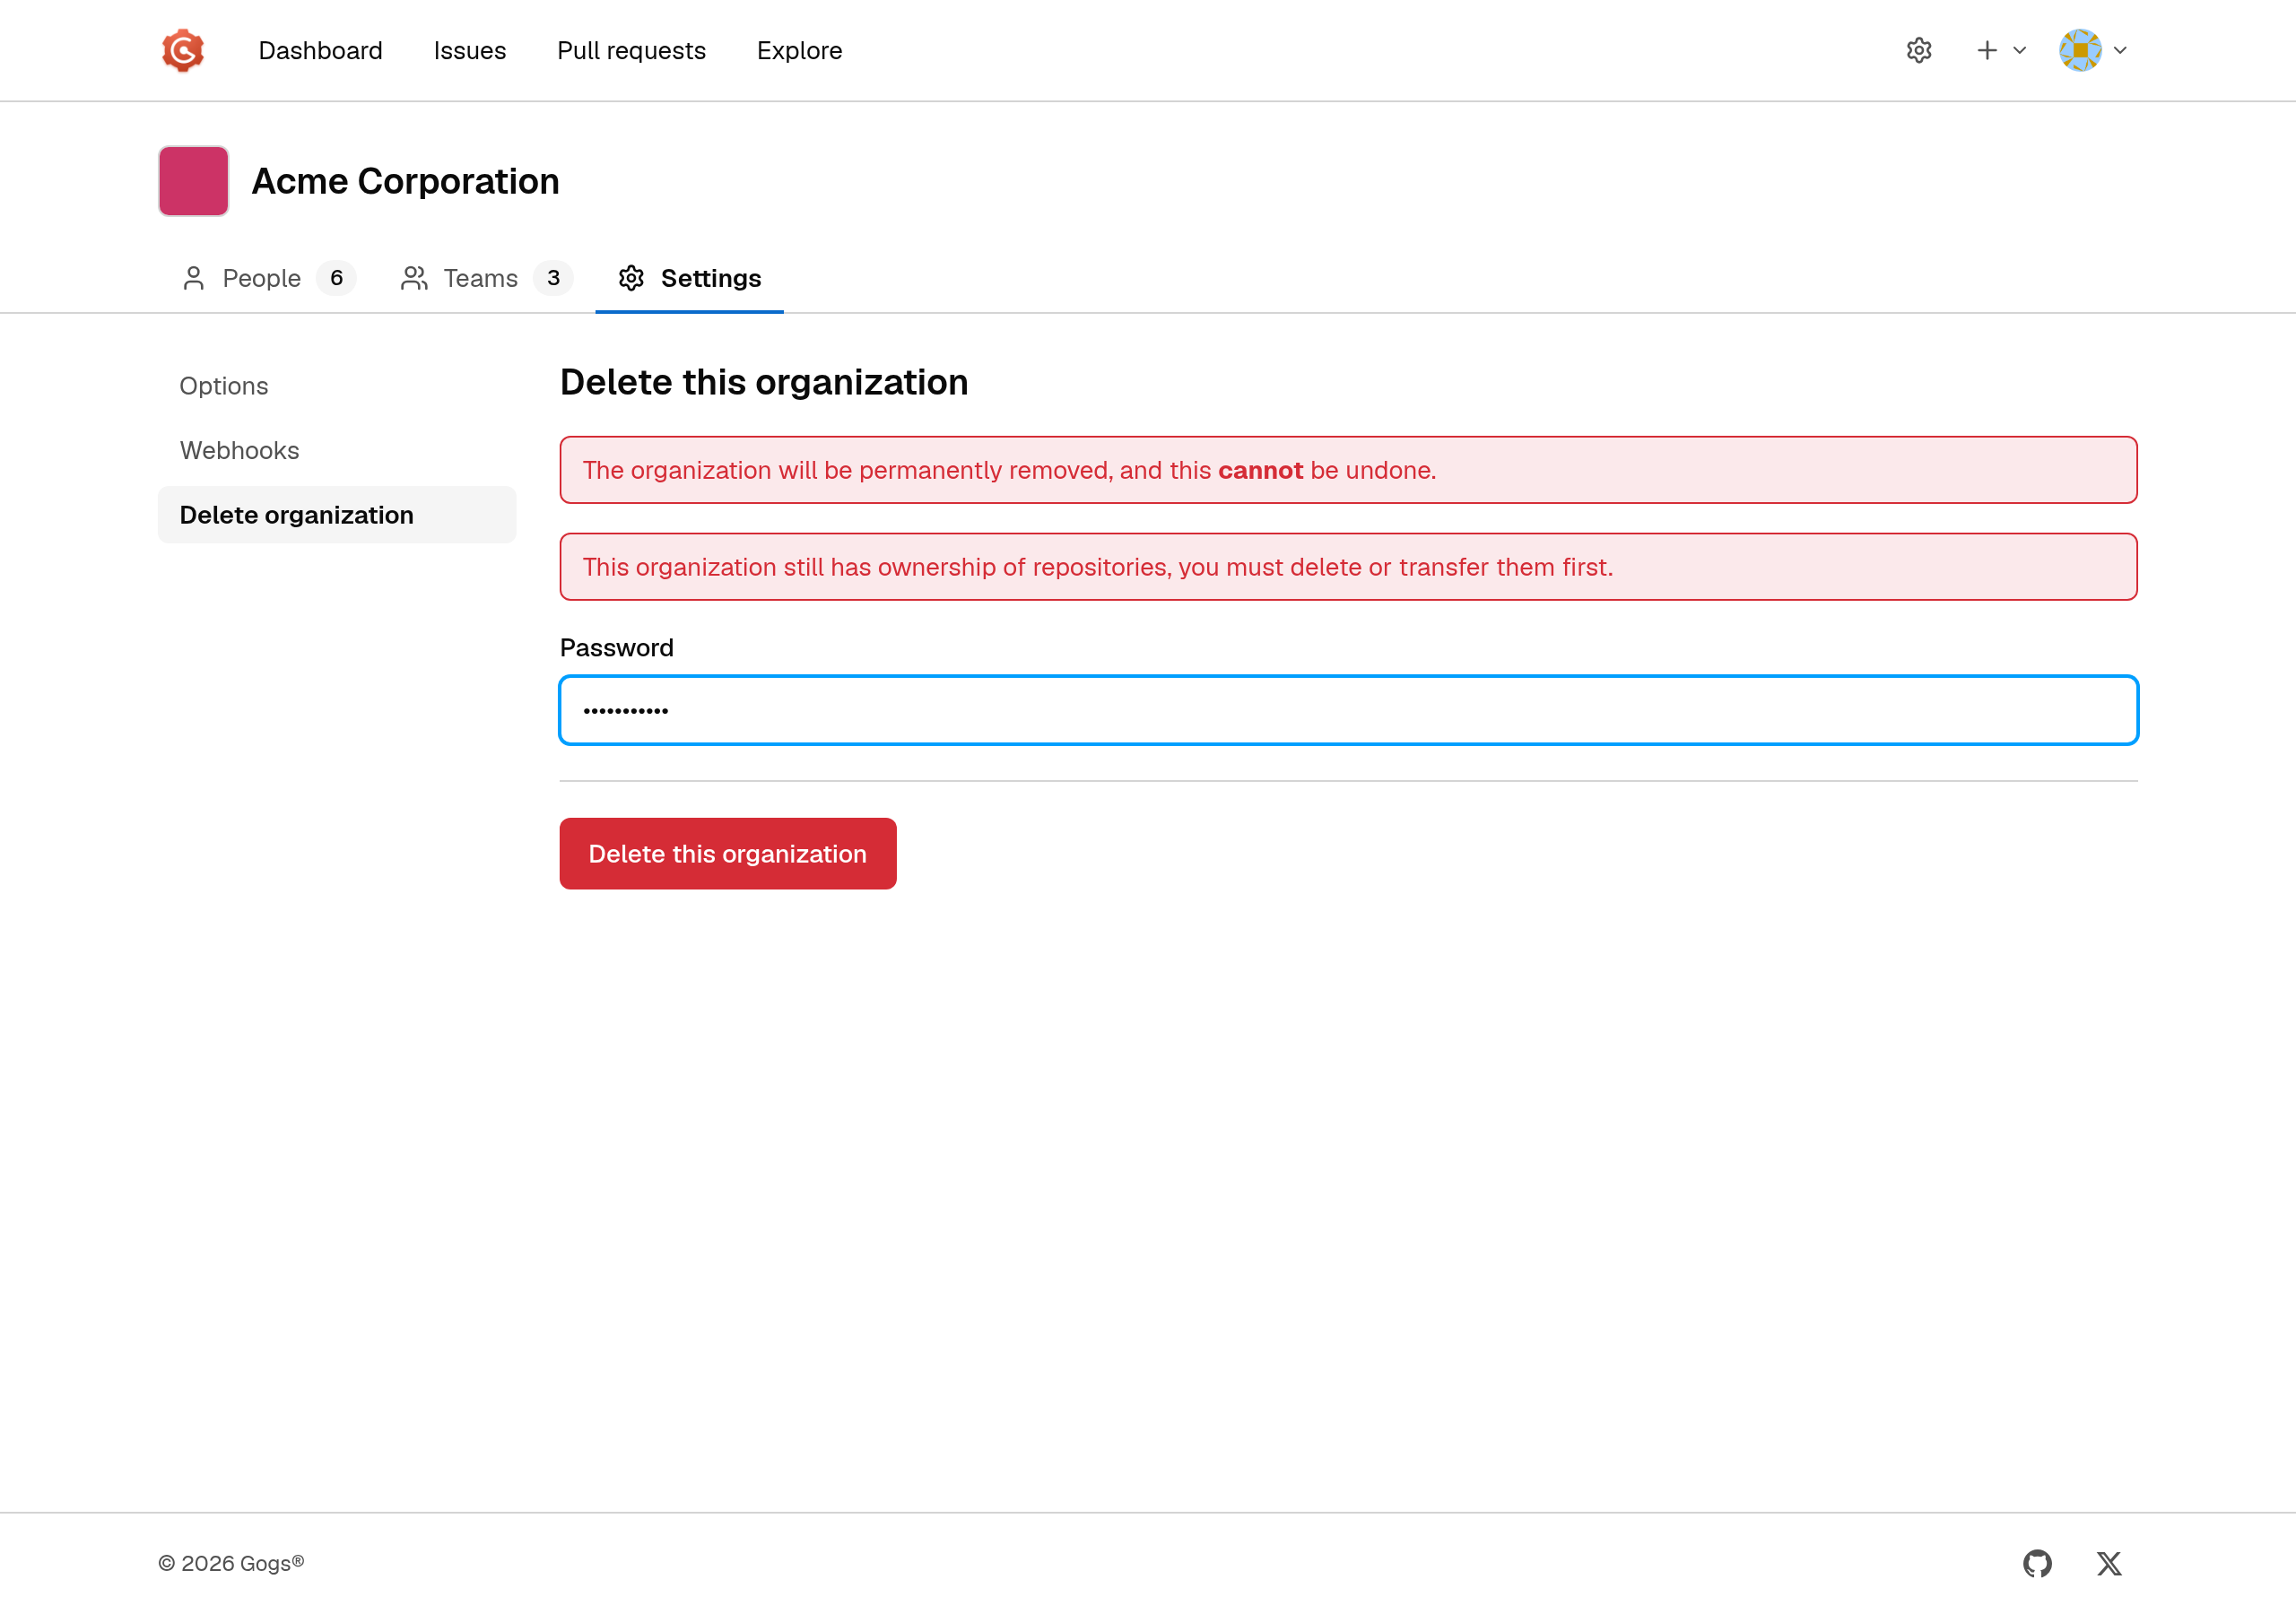 Dashboard Issues Pull requests Explore
Acme Corporation
People 6 Teams 3 Settings
Options
Webhooks
Delete organization
Delete this organization
The organization will be permanently removed, and this cannot be undone.
This organization still has ownership of repositories, you must delete or transfer them first.
Password
•••••••••••
Delete this organization
© 2026 Gogs®